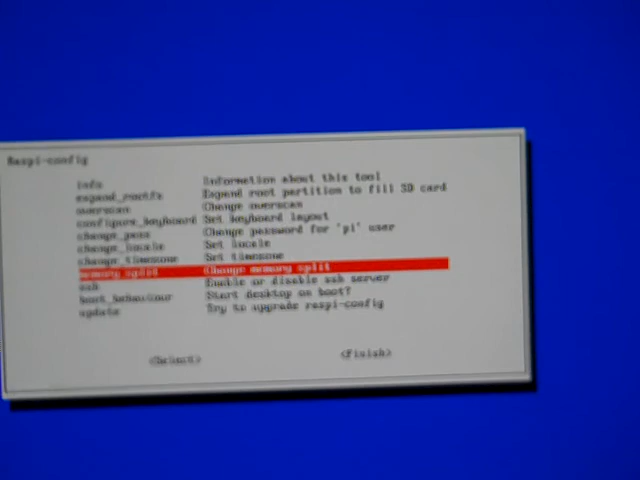 Raspi-config
info Information about this tool
expand_rootfs Expand root partition to fill SD card
overscan Change overscan
configure_keyboard Set keyboard layout
change_pass Change password for 'pi' user
change_locale Set locale
change_timezone Set timezone
memory_split Change memory split
ssh Enable or disable ssh server
boot_behaviour Start desktop on boot?
update Try to upgrade raspi-config
<Select> <Finish>